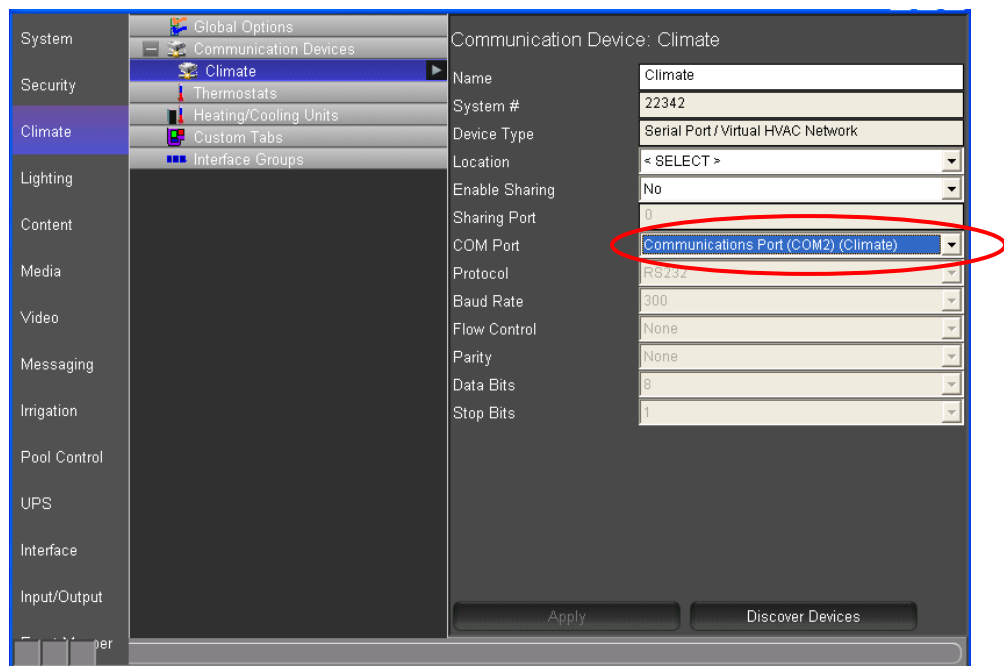 System
Security
Climate
Lighting
Content
Media
Video
Messaging
Irrigation
Pool Control
UPS
Interface
Input/Output
Global Options
Communication Devices
Climate
Thermostats
Heating/Cooling Units
Custom Tabs
Interface Groups
Communication Device: Climate
Name Climate
System # 22342
Device Type Serial Port / Virtual HVAC Network
Location < SELECT >
Enable Sharing No
Sharing Port 0
COM Port Communications Port (COM2) (Climate)
Protocol RS232
Baud Rate 300
Flow Control None
Parity None
Data Bits 8
Stop Bits 1
Apply Discover Devices